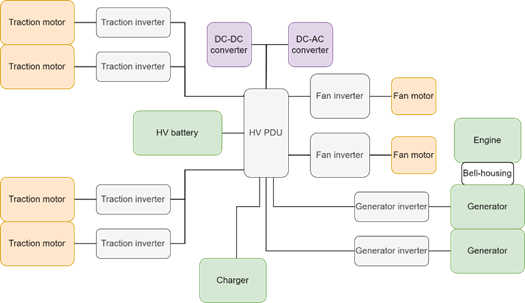 Traction motor
Traction inverter
DC-DC
converter
DC-AC
converter
Traction motor
Traction inverter
Fan inverter
Fan motor
HV battery
HV PDU
Engine
Fan inverter
Fan motor
Bell-housing
Traction motor
Traction inverter
Generator inverter
Generator
Traction motor
Traction inverter
Generator inverter
Generator
Charger